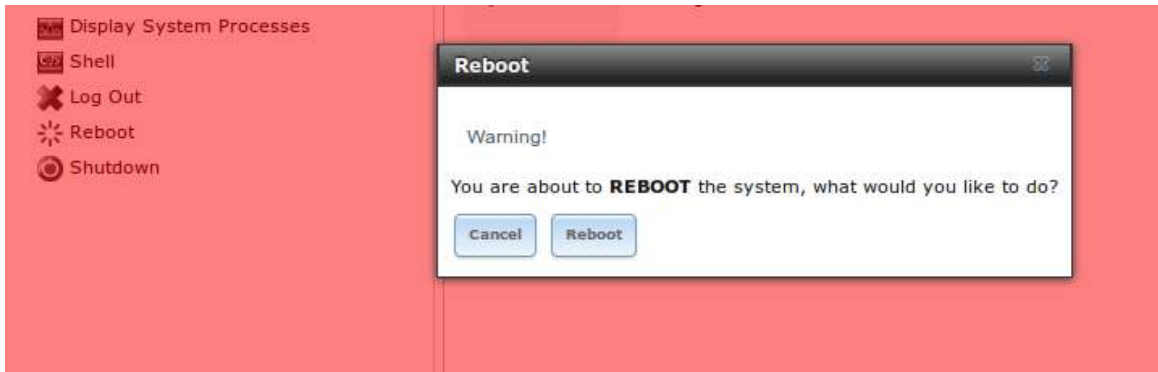 Display System Processes
Shell
Log Out
Reboot
Shutdown
Reboot
Warning!
You are about to REBOOT the system, what would you like to do?
Cancel Reboot